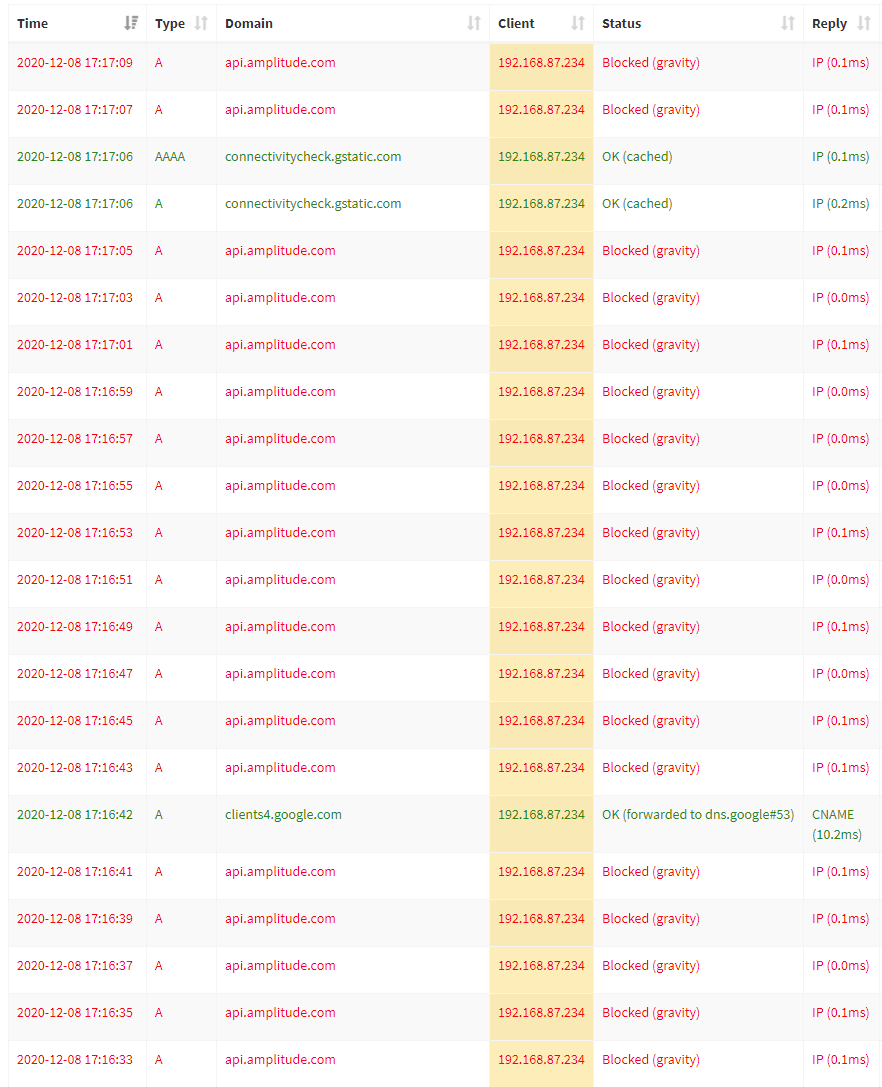 Time Type Domain Client Status Reply
2020-12-08 17:17:09 A api.amplitude.com 192.168.87.234 Blocked (gravity) IP (0.1ms)
2020-12-08 17:17:07 A api.amplitude.com 192.168.87.234 Blocked (gravity) IP (0.1ms)
2020-12-08 17:17:06 AAAA connectivitycheck.gstatic.com 192.168.87.234 OK (cached) IP (0.1ms)
2020-12-08 17:17:06 A connectivitycheck.gstatic.com 192.168.87.234 OK (cached) IP (0.2ms)
2020-12-08 17:17:05 A api.amplitude.com 192.168.87.234 Blocked (gravity) IP (0.1ms)
2020-12-08 17:17:03 A api.amplitude.com 192.168.87.234 Blocked (gravity) IP (0.0ms)
2020-12-08 17:17:01 A api.amplitude.com 192.168.87.234 Blocked (gravity) IP (0.1ms)
2020-12-08 17:16:59 A api.amplitude.com 192.168.87.234 Blocked (gravity) IP (0.0ms)
2020-12-08 17:16:57 A api.amplitude.com 192.168.87.234 Blocked (gravity) IP (0.0ms)
2020-12-08 17:16:55 A api.amplitude.com 192.168.87.234 Blocked (gravity) IP (0.0ms)
2020-12-08 17:16:53 A api.amplitude.com 192.168.87.234 Blocked (gravity) IP (0.1ms)
2020-12-08 17:16:51 A api.amplitude.com 192.168.87.234 Blocked (gravity) IP (0.0ms)
2020-12-08 17:16:49 A api.amplitude.com 192.168.87.234 Blocked (gravity) IP (0.1ms)
2020-12-08 17:16:47 A api.amplitude.com 192.168.87.234 Blocked (gravity) IP (0.0ms)
2020-12-08 17:16:45 A api.amplitude.com 192.168.87.234 Blocked (gravity) IP (0.1ms)
2020-12-08 17:16:43 A api.amplitude.com 192.168.87.234 Blocked (gravity) IP (0.1ms)
2020-12-08 17:16:42 A clients4.google.com 192.168.87.234 OK (forwarded to dns.google#53) CNAME
(10.2ms)
2020-12-08 17:16:41 A api.amplitude.com 192.168.87.234 Blocked (gravity) IP (0.1ms)
2020-12-08 17:16:39 A api.amplitude.com 192.168.87.234 Blocked (gravity) IP (0.1ms)
2020-12-08 17:16:37 A api.amplitude.com 192.168.87.234 Blocked (gravity) IP (0.0ms)
2020-12-08 17:16:35 A api.amplitude.com 192.168.87.234 Blocked (gravity) IP (0.1ms)
2020-12-08 17:16:33 A api.amplitude.com 192.168.87.234 Blocked (gravity) IP (0.1ms)